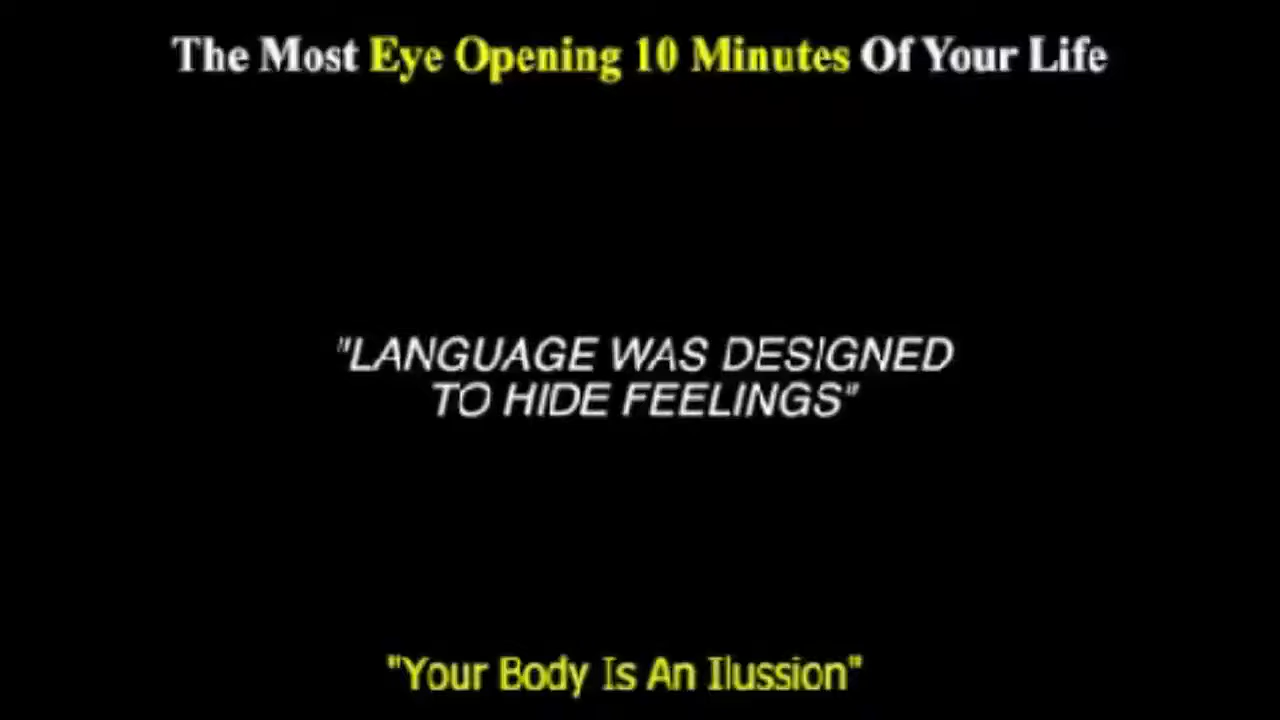 The Most Eye Opening 10 Minutes Of Your Life
"LANGUAGE WAS DESIGNED
TO HIDE FEELINGS"
"Your Body Is An Ilussion"